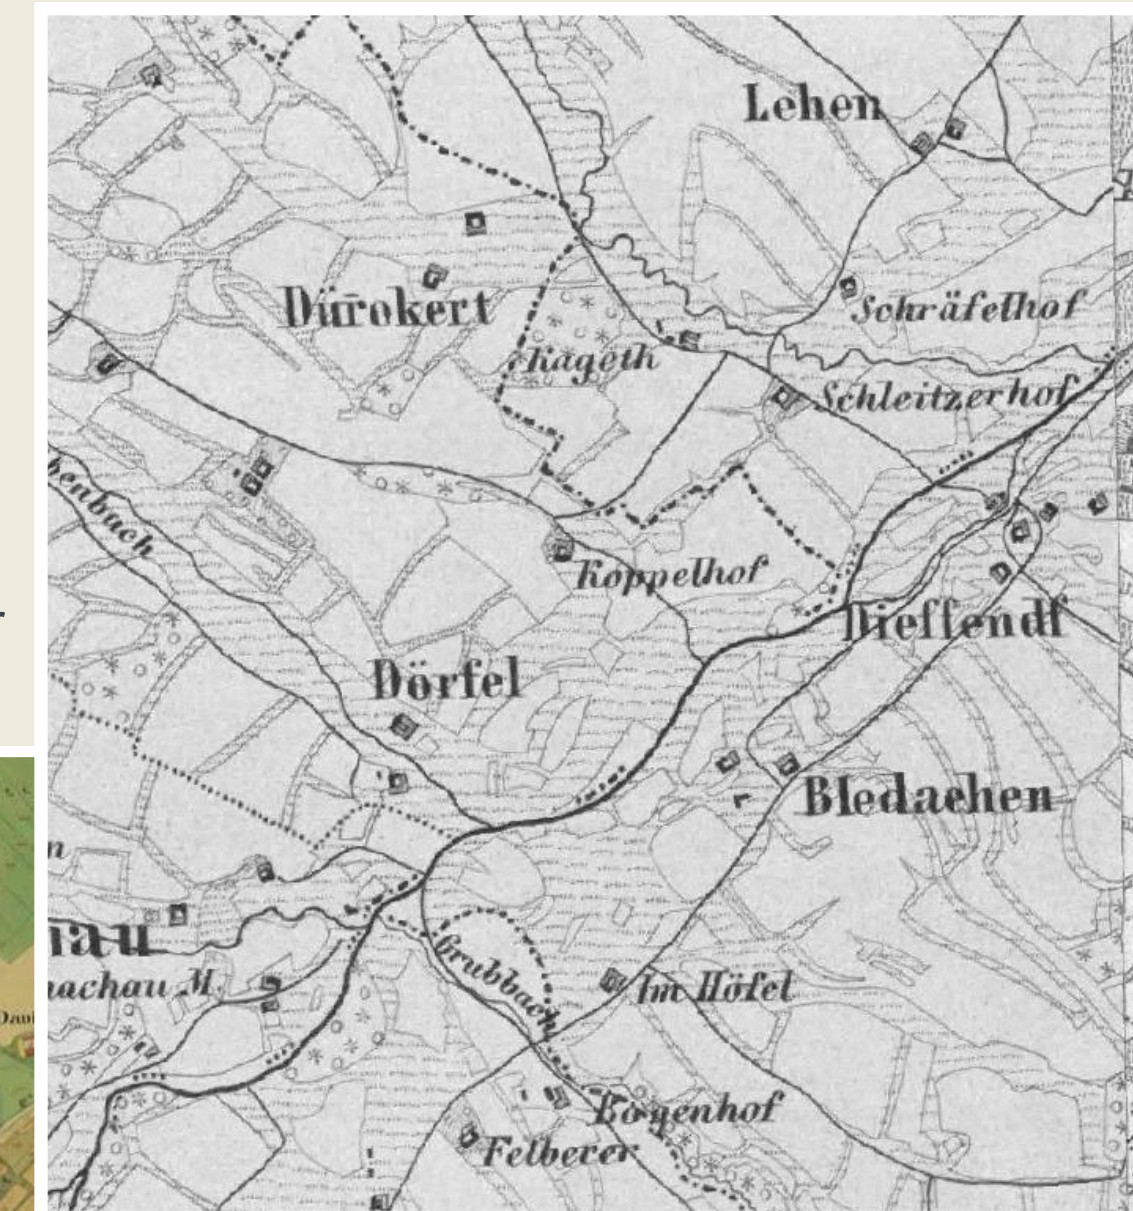 Lehen
Dürokert
Schräfelhof
Kageth
Schleitzerhof
Koppelhof
Dieffendf
Dörfel
Bledachen
Grubbach
Im Höfel
Bogenhof
Felberer